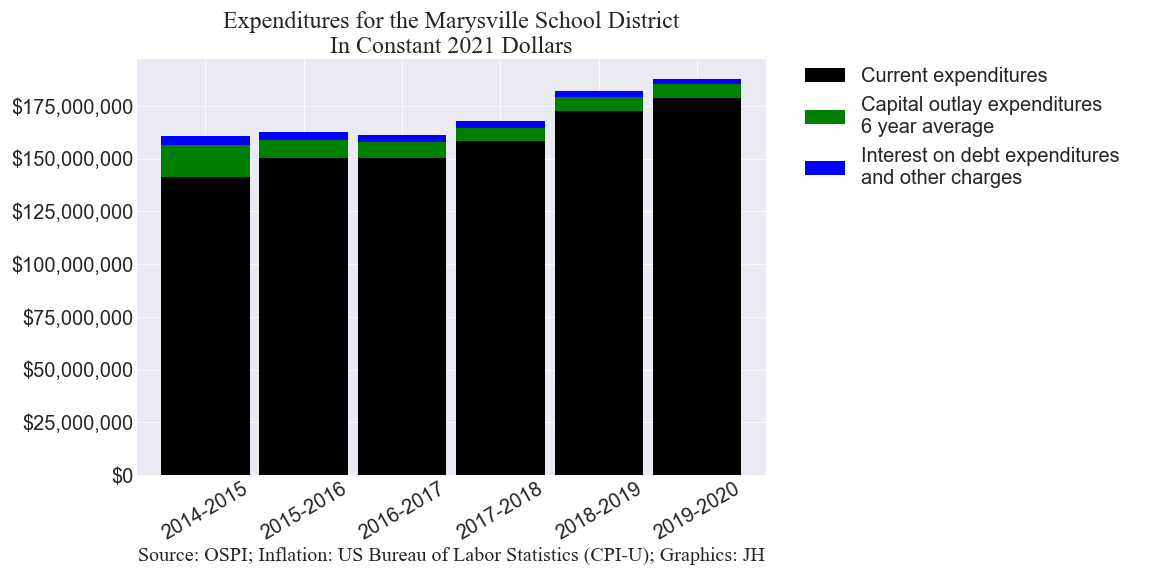 Expenditures for the Marysville School District
In Constant 2021 Dollars
$175,000,000
$150,000,000
$125,000,000
$100,000,000
$75,000,000
$50,000,000
$25,000,000
$0
2014-2015
2015-2016
2016-2017
2017-2018
2018-2019
2019-2020
Source: OSPI; Inflation: US Bureau of Labor Statistics (CPI-U); Graphics: JH
Current expenditures
Capital outlay expenditures
6 year average
Interest on debt expenditures
and other charges